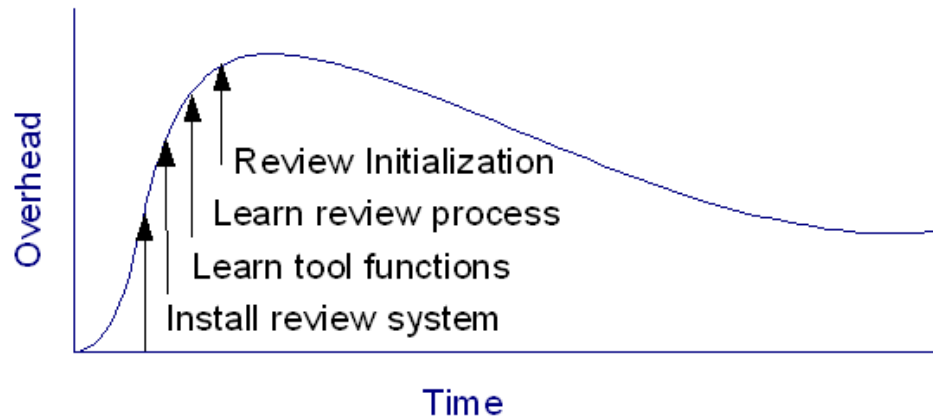 Overhead
Review Initialization
Learn review process
Learn tool functions
Install review system
Time